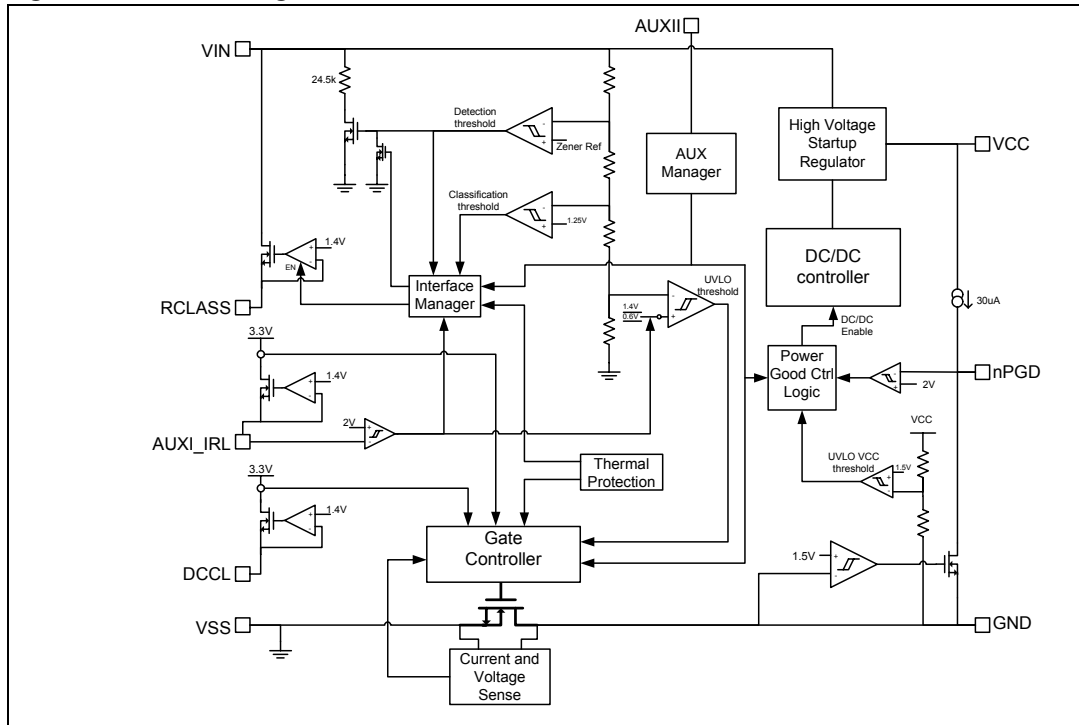 AUXII
VIN
24.5k
Detection
threshold
Zener Ref
High Voltage
Startup
Regulator
VCC
AUX
Manager
Classification
threshold
1.25V
1.4V
EN
Interface
Manager
UVLO
threshold
1.4V
0.6V
DC/DC
controller
30uA
RCLASS
DC/DC
Enable
3.3V
1.4V
Power
Good Ctrl
Logic
2V
nPGD
AUXI_IRL
2V
VCC
UVLO VCC
threshold
1.5V
3.3V
Thermal
Protection
1.4V
Gate
Controller
1.5V
DCCL
VSS
GND
Current and
Voltage
Sense